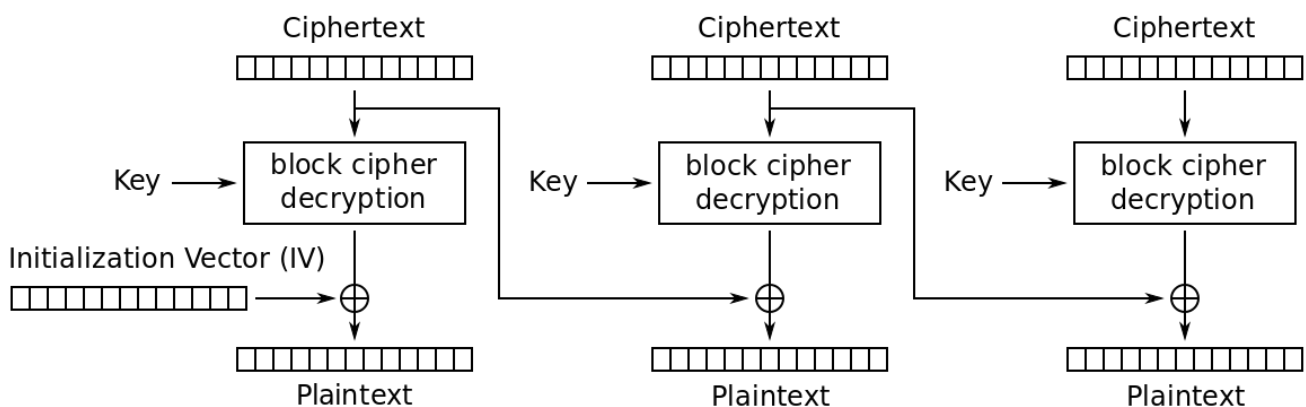 Ciphertext
Ciphertext
Ciphertext
Key
block cipher
decryption
Key
block cipher
decryption
Key
block cipher
decryption
Initialization Vector (IV)
Plaintext
Plaintext
Plaintext